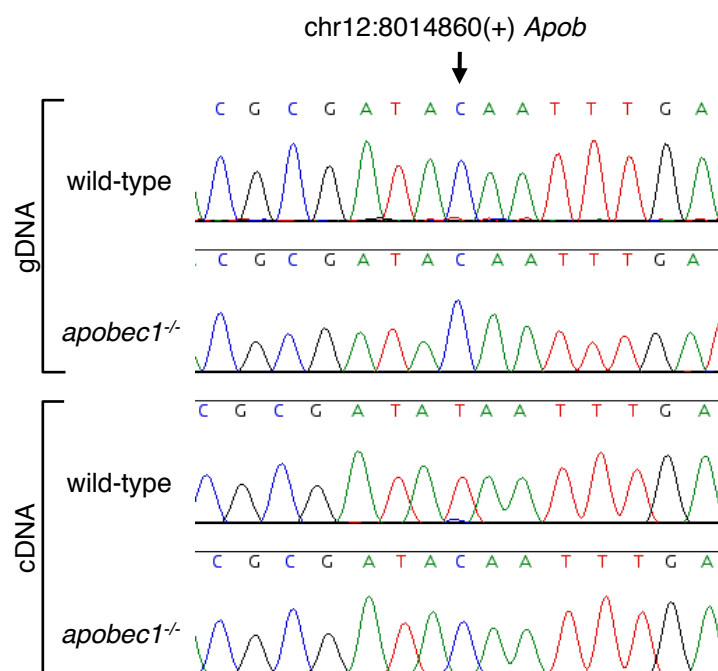 chr12:8014860(+) Apob
gDNA
wild-type
C G C G A T A C A A T T T G A
apobec1-/-
C G C G A T A C A A T T T G A
cDNA
wild-type
C G C G A T A T A A T T T G A
apobec1-/-
C G C G A T A C A A T T T G A